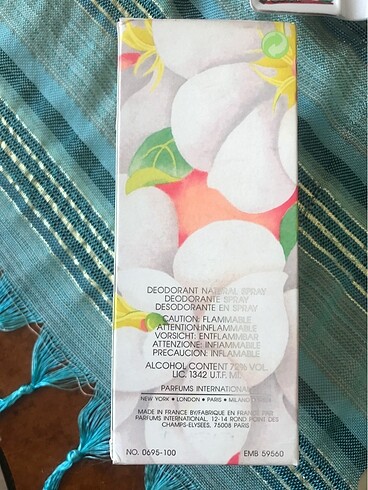 DEODORANT NATURAL SPRAY
DEODORANTE SPRAY
DESODORANTE EN SPRAY
CAUTION: FLAMMABLE
ATTENTION:INFLAMMABLE
VORSICHT: ENTFLAMMBAR
ATTENZIONE: INFIAMMABILE
PRECAUCION: INFLAMABLE
ALCOHOL CONTENT 72% VOL.
LIC. 1342 U.T.F. MI.
PARFUMS INTERNATIONAL
NEW YORK • LONDON • PARIS • MILANO •
MADE IN FRANCE BY/FABRIQUE EN FRANCE PAR
PARFUMS INTERNATIONAL, 12-14 ROND POINT DES
CHAMPS-ELYSEES, 75008 PARIS
NO. 0695-100 EMB 59560